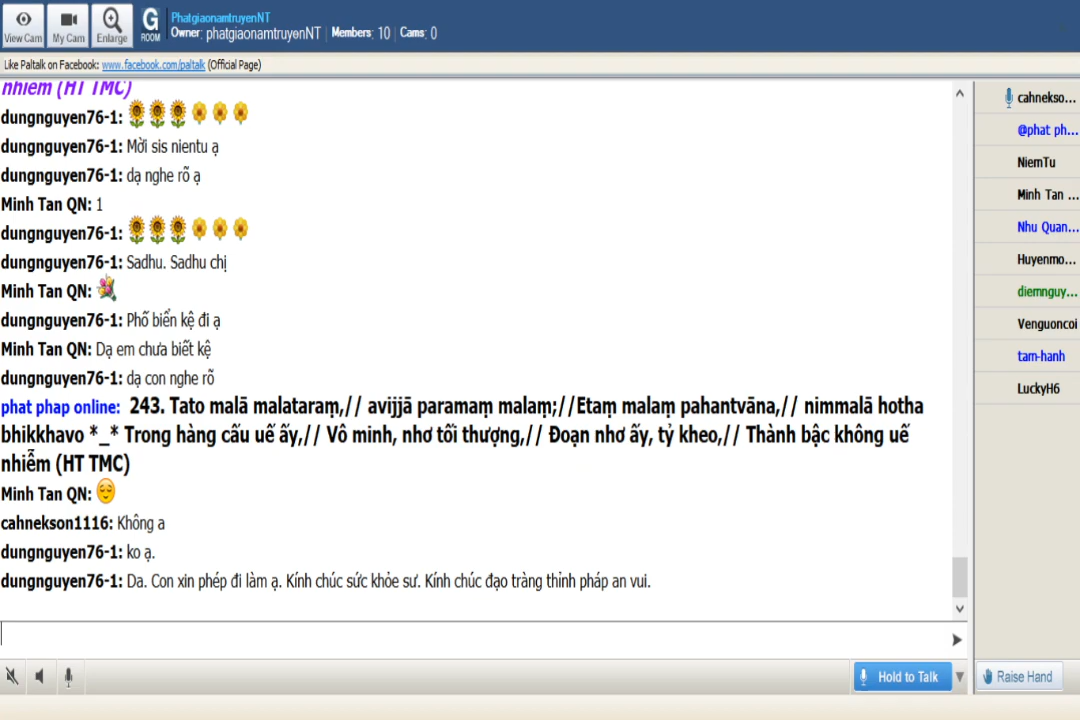 View Cam
My Cam
Enlarge
G
ROOM
PhatgiaonamtruyenNT
Owner: phatgiaonamtruyenNT Members: 10 Cams: 0
Like Paltalk on Facebook: www.facebook.com/paltalk (Official Page)
nhiễm (HT TMC)
dungnguyen76-1:
dungnguyen76-1: Mời sis nientu ạ
dungnguyen76-1: dạ nghe rõ ạ
Minh Tan QN: 1
dungnguyen76-1:
dungnguyen76-1: Sadhu. Sadhu chị
Minh Tan QN:
dungnguyen76-1: Phổ biển kệ đi ạ
Minh Tan QN: Dạ em chưa biết kệ
dungnguyen76-1: dạ con nghe rõ
phat phap online: 243. Tato malā malataraṃ,// avijjā paramaṃ malaṃ;//Etaṃ malaṃ pahantvāna,// nimmalā hotha
bhikkhavo *_* Trong hàng cấu uế ấy,// Vô minh, nhơ tối thượng,// Đoạn nhơ ấy, tỷ kheo,// Thành bậc không uế
nhiễm (HT TMC)
Minh Tan QN:
cahnekson1116: Không a
dungnguyen76-1: ko ạ.
dungnguyen76-1: Da. Con xin phép đi làm ạ. Kính chúc sức khỏe sư. Kính chúc đạo tràng thỉnh pháp an vui.
cahnekso...
@phat ph...
NiemTu
Minh Tan ...
Nhu Quan...
Huyenmo...
diemnguy...
Venguoncoi
tam-hanh
LuckyH6
Hold to Talk
Raise Hand